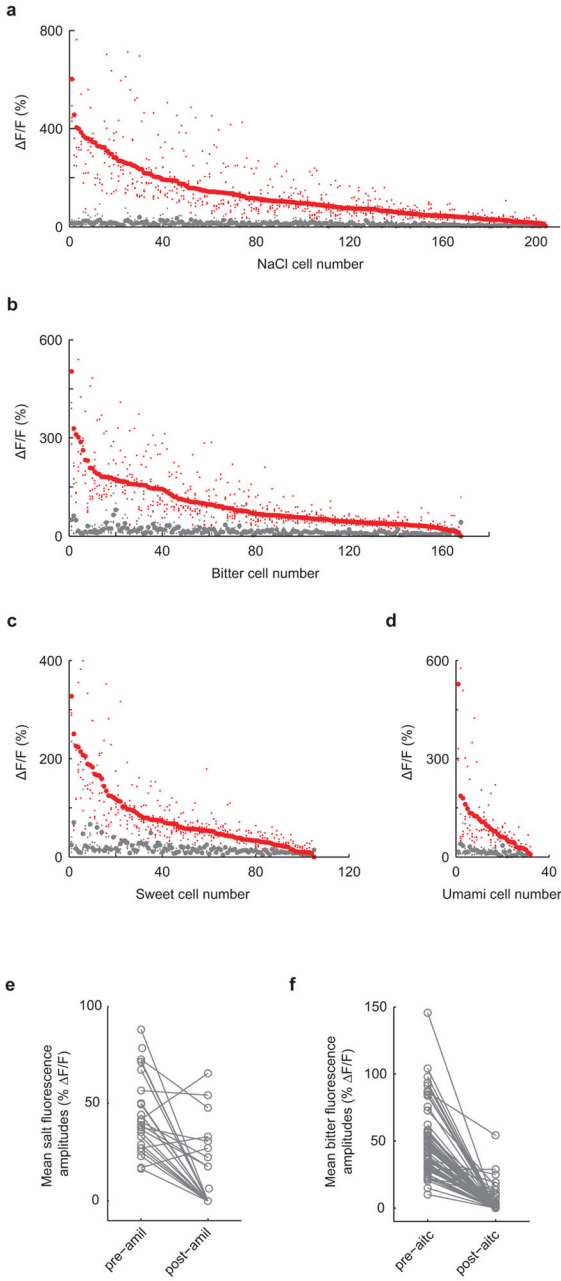 a
800
400
0
ΔF/F (%)
0 40 80 120 160 200
NaCl cell number
b
600
300
0
ΔF/F (%)
0 40 80 120 160
Bitter cell number
c
400
200
0
ΔF/F (%)
0 40 80 120
Sweet cell number
d
600
300
0
ΔF/F (%)
0 40
Umami cell number
e
100
50
0
Mean salt fluorescence
amplitudes (% ΔF/F)
pre−amil post−amil
f
150
100
50
0
Mean bitter fluorescence
amplitudes (% ΔF/F)
pre−aitc post−aitc